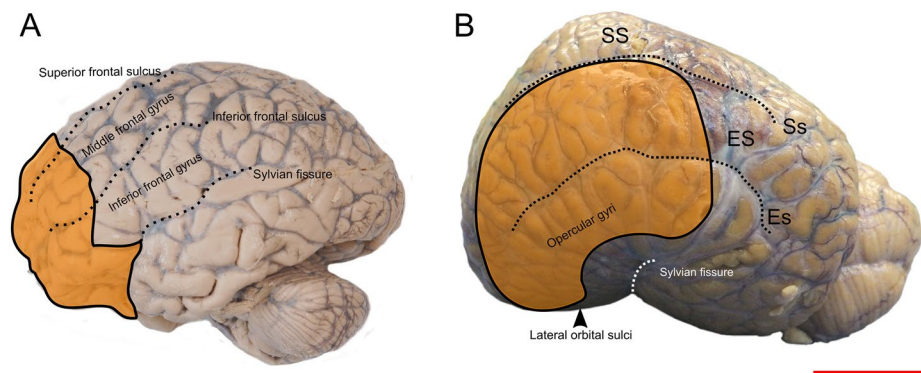 A
B
SS
Superior frontal sulcus
Middle frontal gyrus
Inferior frontal sulcus
Ss
ES
Inferior frontal gyrus
Sylvian fissure
Es
Opercular gyri
Sylvian fissure
Lateral orbital sulci